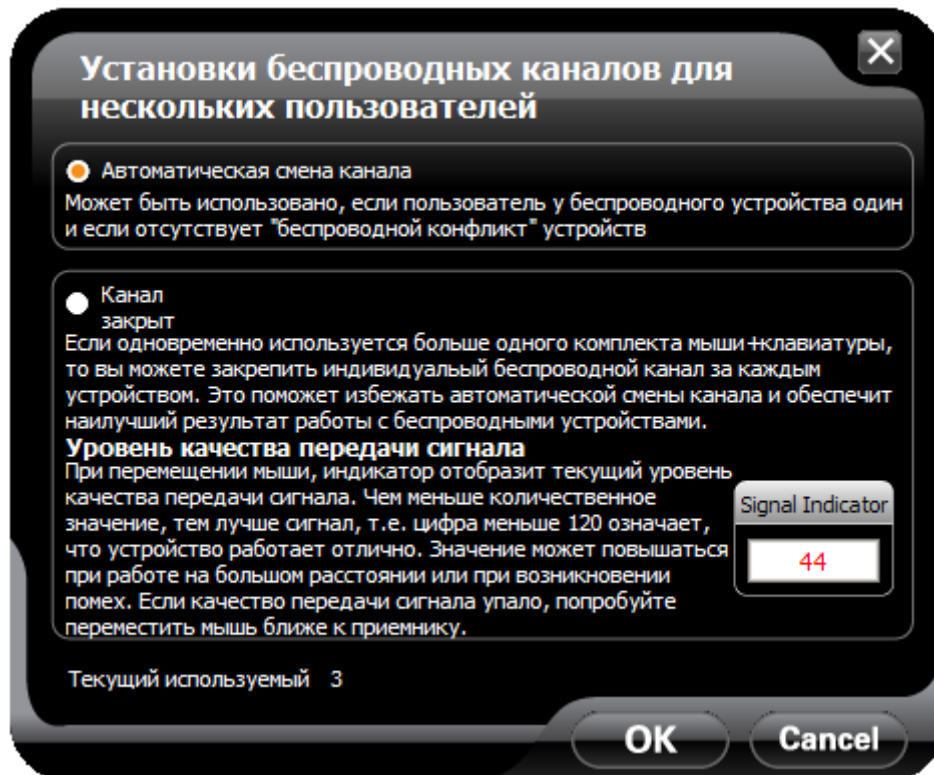 Установки беспроводных каналов для
нескольких пользователей
Автоматическая смена канала
Может быть использовано, если пользователь у беспроводного устройства один
и если отсутствует "беспроводной конфликт" устройств
Канал
закрыт
Если одновременно используется больше одного комплекта мыши+клавиатуры,
то вы можете закрепить индивидуальый беспроводной канал за каждым
устройством. Это поможет избежать автоматической смены канала и обеспечит
наилучший результат работы с беспроводными устройствами.
Уровень качества передачи сигнала
При перемещении мыши, индикатор отобразит текущий уровень
качества передачи сигнала. Чем меньше количественное
значение, тем лучше сигнал, т.е. цифра меньше 120 означает,
что устройство работает отлично. Значение может повышаться
при работе на большом расстоянии или при возникновении
помех. Если качество передачи сигнала упало, попробуйте
переместить мышь ближе к приемнику.
Signal Indicator
44
Текущий используемый 3
OK
Cancel